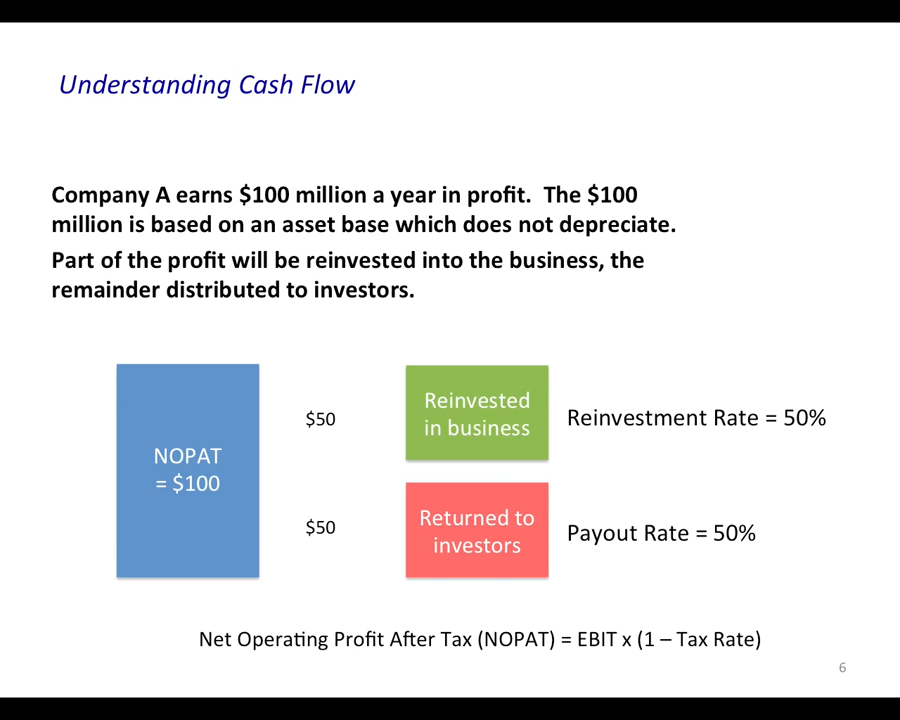 Understanding Cash Flow
Company A earns $100 million a year in profit.  The $100
million is based on an asset base which does not depreciate.
Part of the profit will be reinvested into the business, the
remainder distributed to investors.
NOPAT
= $100
$50
Reinvested
in business
Reinvestment Rate = 50%
$50
Returned to
investors
Payout Rate = 50%
Net Operating Profit After Tax (NOPAT) = EBIT x (1 – Tax Rate)
6